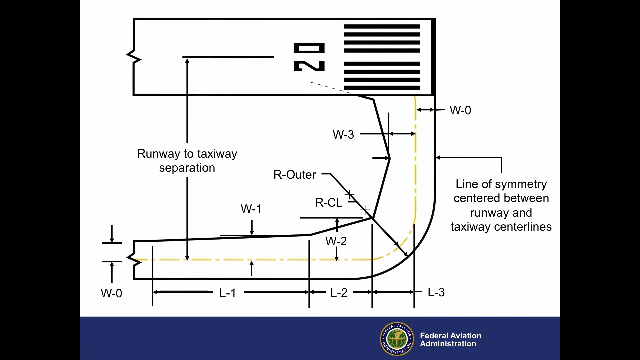 20
W-0
W-3
Runway to taxiway
separation
R-Outer
R-CL
Line of symmetry
centered between
runway and
taxiway centerlines
W-1
W-2
W-0
L-1
L-2
L-3
Federal Aviation
Administration